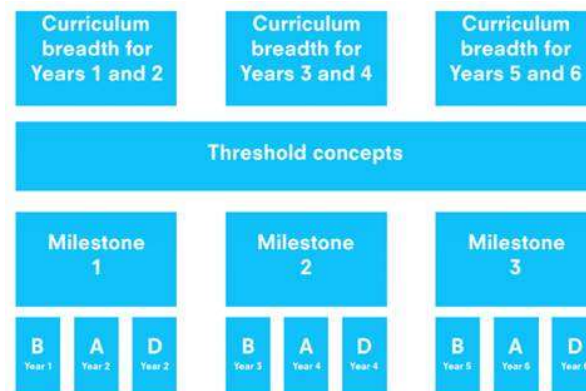 Curriculum
breadth for
Years 1 and 2
Curriculum
breadth for
Years 3 and 4
Curriculum
breadth for
Years 5 and 6
Threshold concepts
Milestone
1
Milestone
2
Milestone
3
B
Year 1
A
Year 2
D
Year 2
B
Year 3
A
Year 4
D
Year 4
B
Year 5
A
Year 6
D